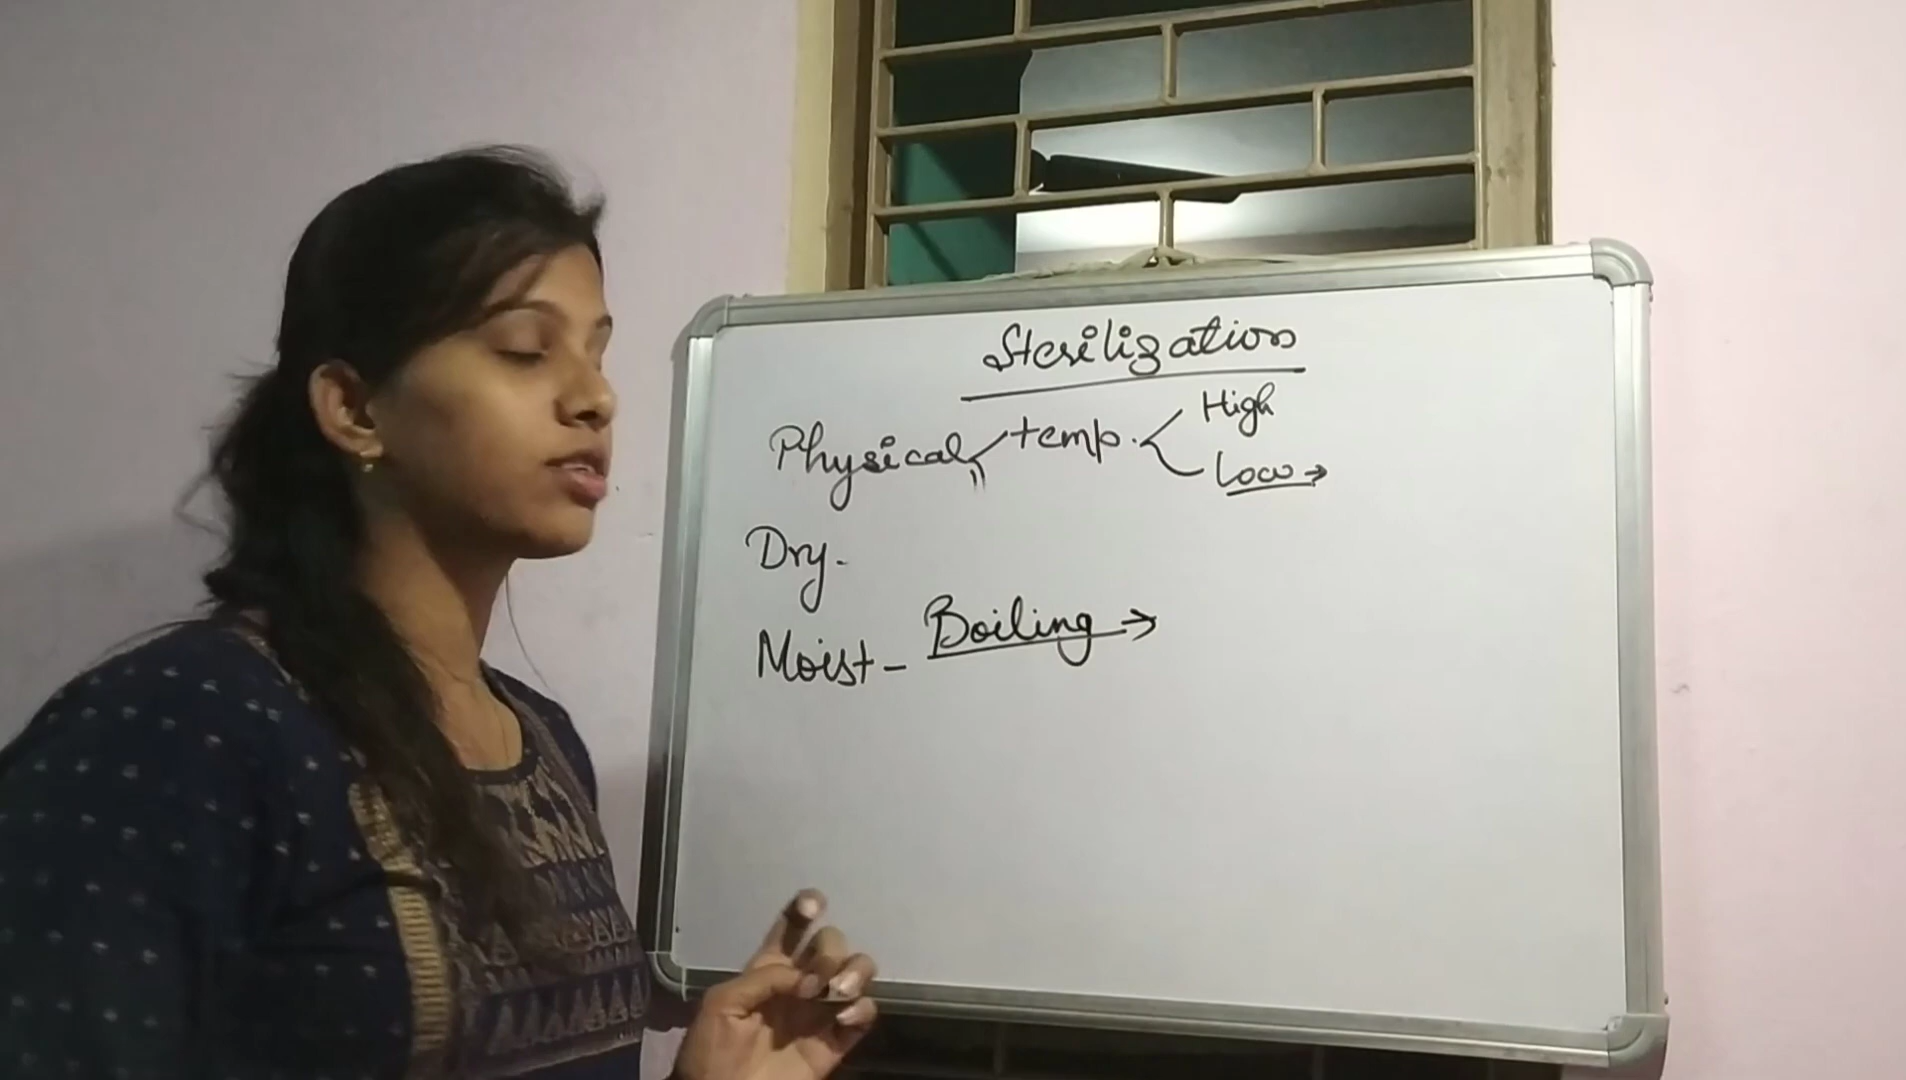 Sterilization
Physical temp. High
Low →
Dry.
Moist - Boiling →